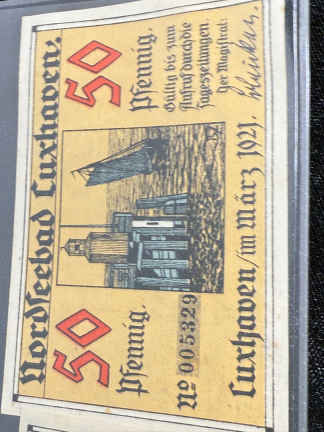 Nordseebad Cuxhaven.
50
Pfennig.
50
Pfennig.
Gültig bis zum
Aufruf durch die
Tageszeitungen.
Der Magistrat:
No 005329
Cuxhaven/im März 1921.